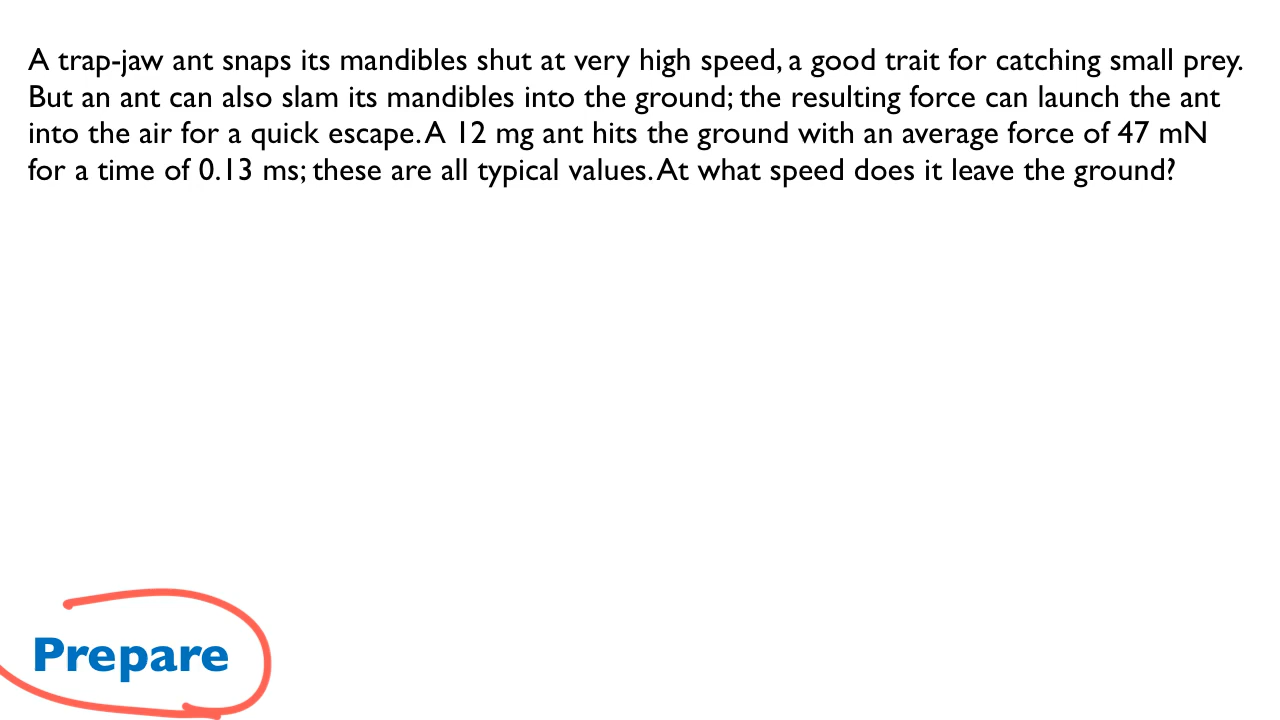 A trap-jaw ant snaps its mandibles shut at very high speed, a good trait for catching small prey.
But an ant can also slam its mandibles into the ground; the resulting force can launch the ant
into the air for a quick escape. A 12 mg ant hits the ground with an average force of 47 mN
for a time of 0.13 ms; these are all typical values. At what speed does it leave the ground?
Prepare